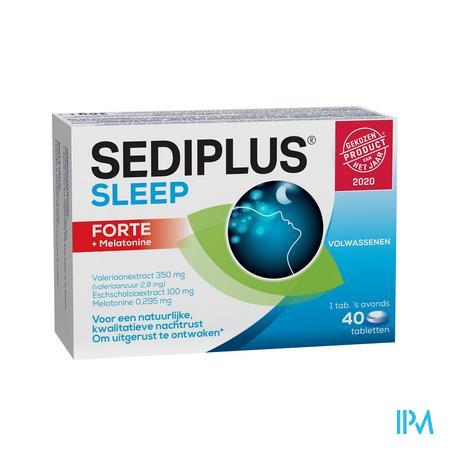 SEDIPLUS®
SLEEP
FORTE
+ Melatonine
Valeriaanextract 350 mg
(valeriaanzuur 2,8 mg)
Eschscholziaextract 100 mg
Melatonine 0,295 mg
Voor een natuurlijke,
kwalitatieve nachtrust
Om uitgerust te ontwaken*
GEKOZEN
PRODUCT
VAN
HET JAAR
2020
VOLWASSENEN
1 tab. 's avonds
40
tabletten
IPM